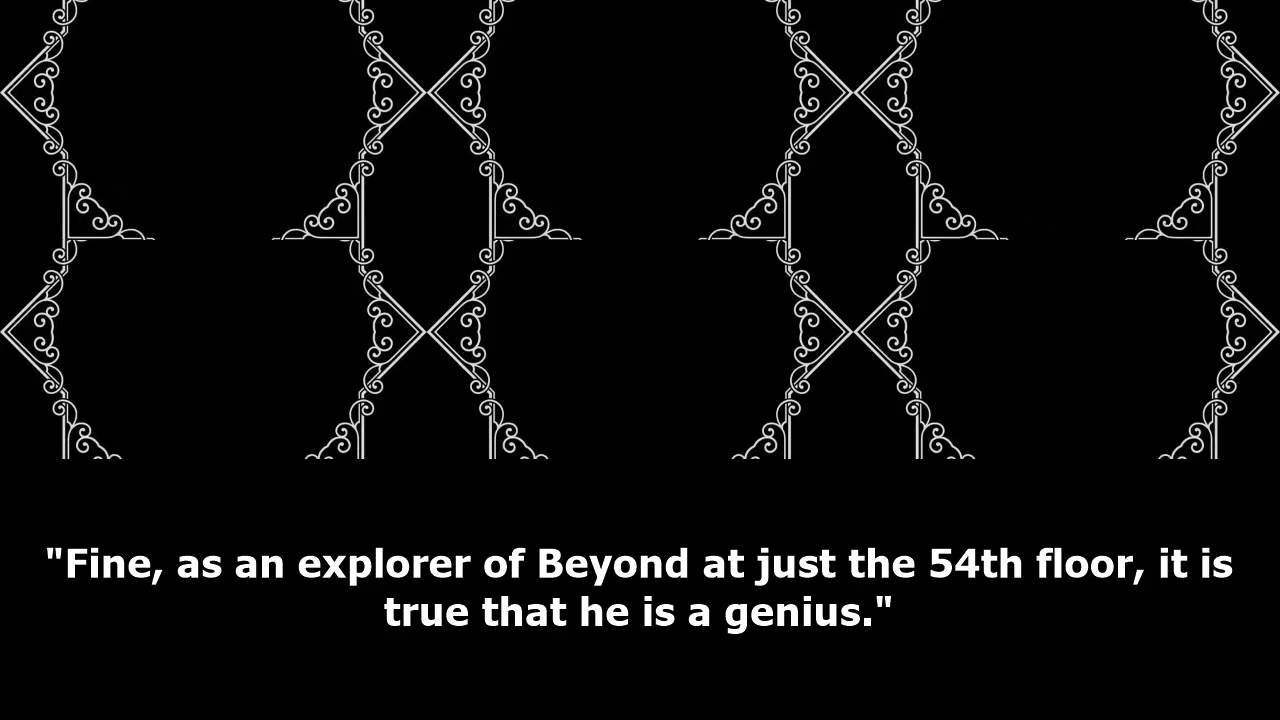 "Fine, as an explorer of Beyond at just the 54th floor, it is
true that he is a genius."